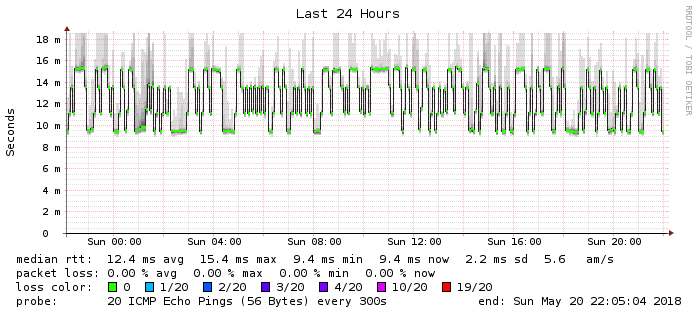 Last 24 Hours
RRDTOOL / TOBI OETIKER
Seconds
18 m
16 m
14 m
12 m
10 m
8 m
6 m
4 m
2 m
0
Sun 00:00 Sun 04:00 Sun 08:00 Sun 12:00 Sun 16:00 Sun 20:00
median rtt: 12.4 ms avg 15.4 ms max 9.4 ms min 9.4 ms now 2.2 ms sd 5.6 am/s
packet loss: 0.00 % avg 0.00 % max 0.00 % min 0.00 % now
loss color: 0 1/20 2/20 3/20 4/20 10/20 19/20
probe: 20 ICMP Echo Pings (56 Bytes) every 300s end: Sun May 20 22:05:04 2018